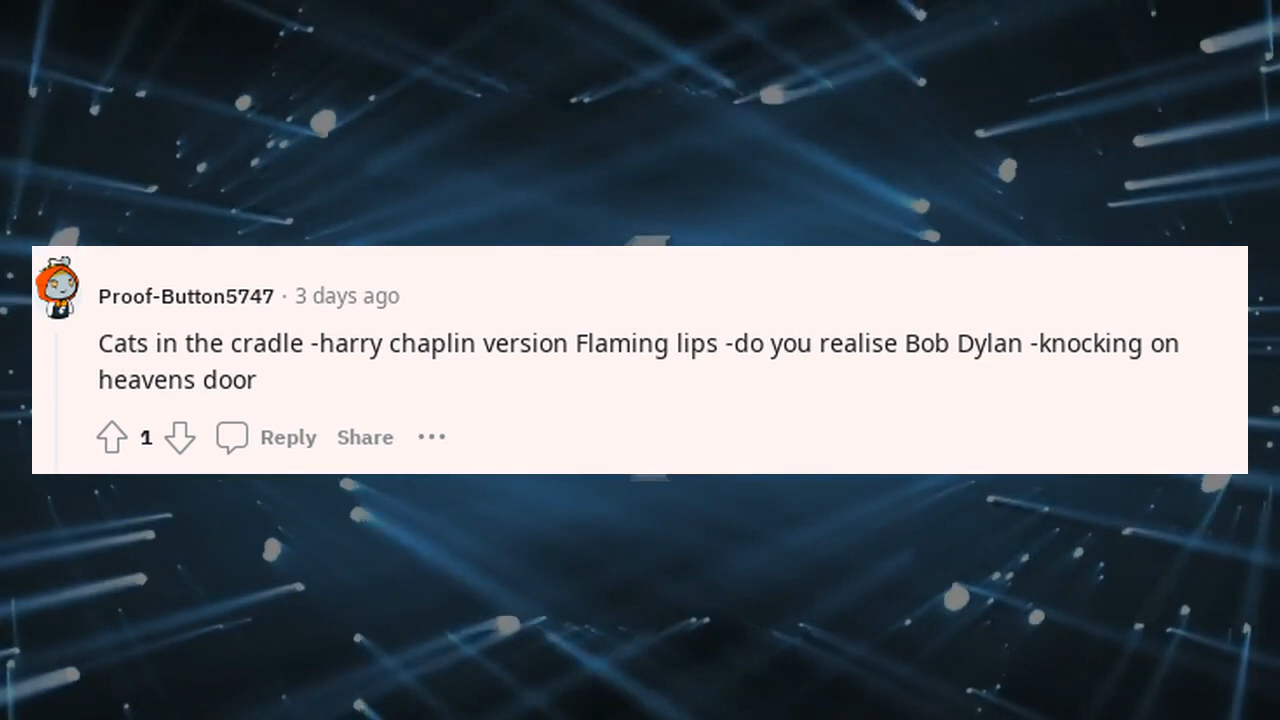 Proof-Button5747 · 3 days ago
Cats in the cradle -harry chaplin version Flaming lips -do you realise Bob Dylan -knocking on
heavens door
1 Reply Share ...